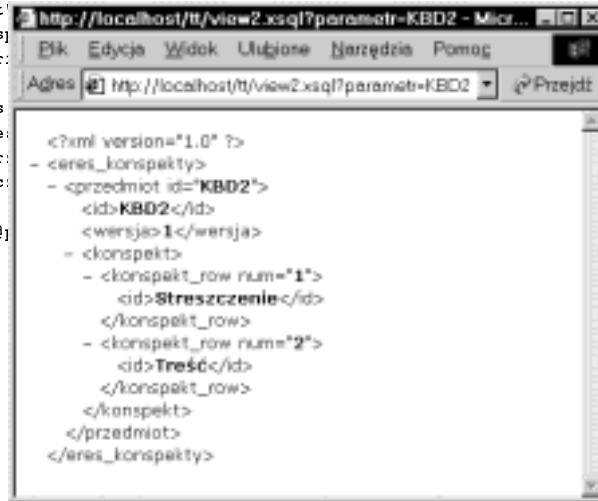 http://localhost/tt/view2.xsql?parametr=KBD2 - Micr...
Plik Edycja Widok Ulubione Narzędzia Pomoc
Adres http://localhost/tt/view2.xsql?parametr=KBD2 Przejdź
<?xml version="1.0" ?>
- <eres_konspekty>
- <przedmiot id="KBD2">
<id>KBD2</id>
<wersja>1</wersja>
- <konspekt>
- <konspekt_row num="1">
<id>Streszczenie</id>
</konspekt_row>
- <konspekt_row num="2">
<id>Treść</id>
</konspekt_row>
</konspekt>
</przedmiot>
</eres_konspekty>